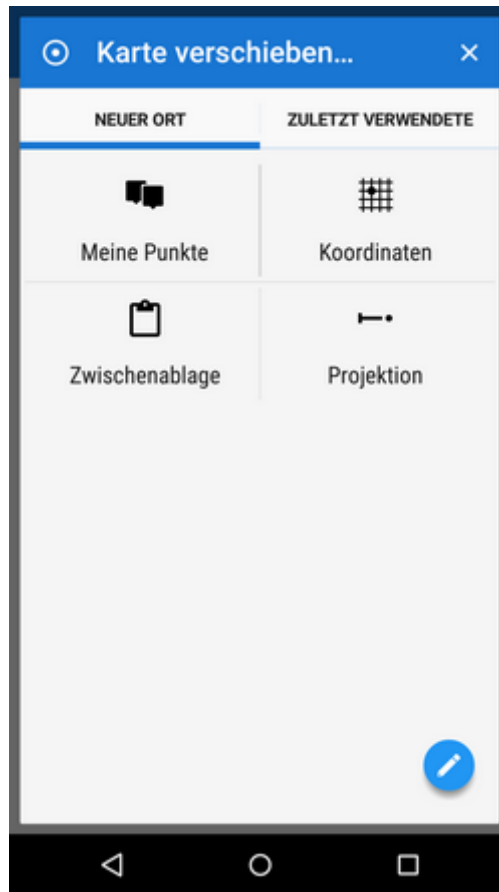 Karte verschieben...
NEUER ORT
ZULETZT VERWENDETE
Meine Punkte
Koordinaten
Zwischenablage
Projektion